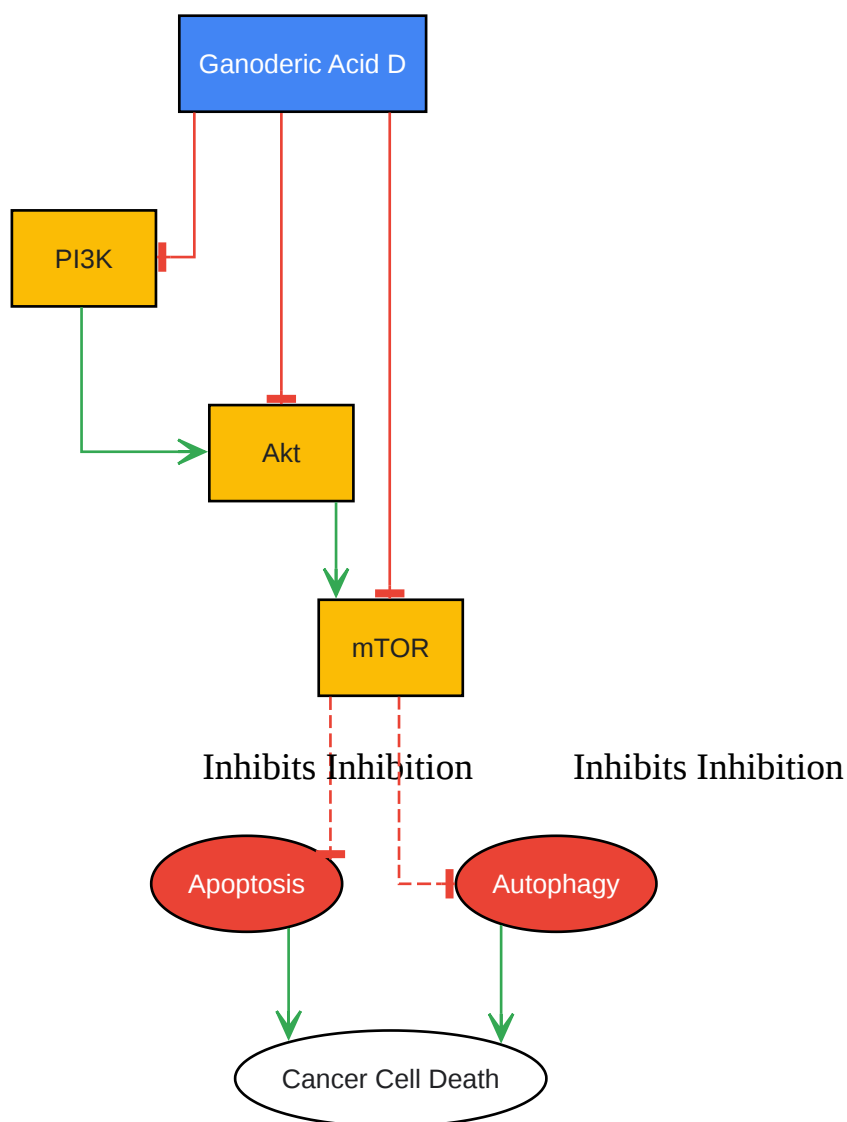 Ganoderic Acid D
PI3K
Akt
mTOR
Inhibits Inhibition
Inhibits Inhibition
Apoptosis
Autophagy
Cancer Cell Death